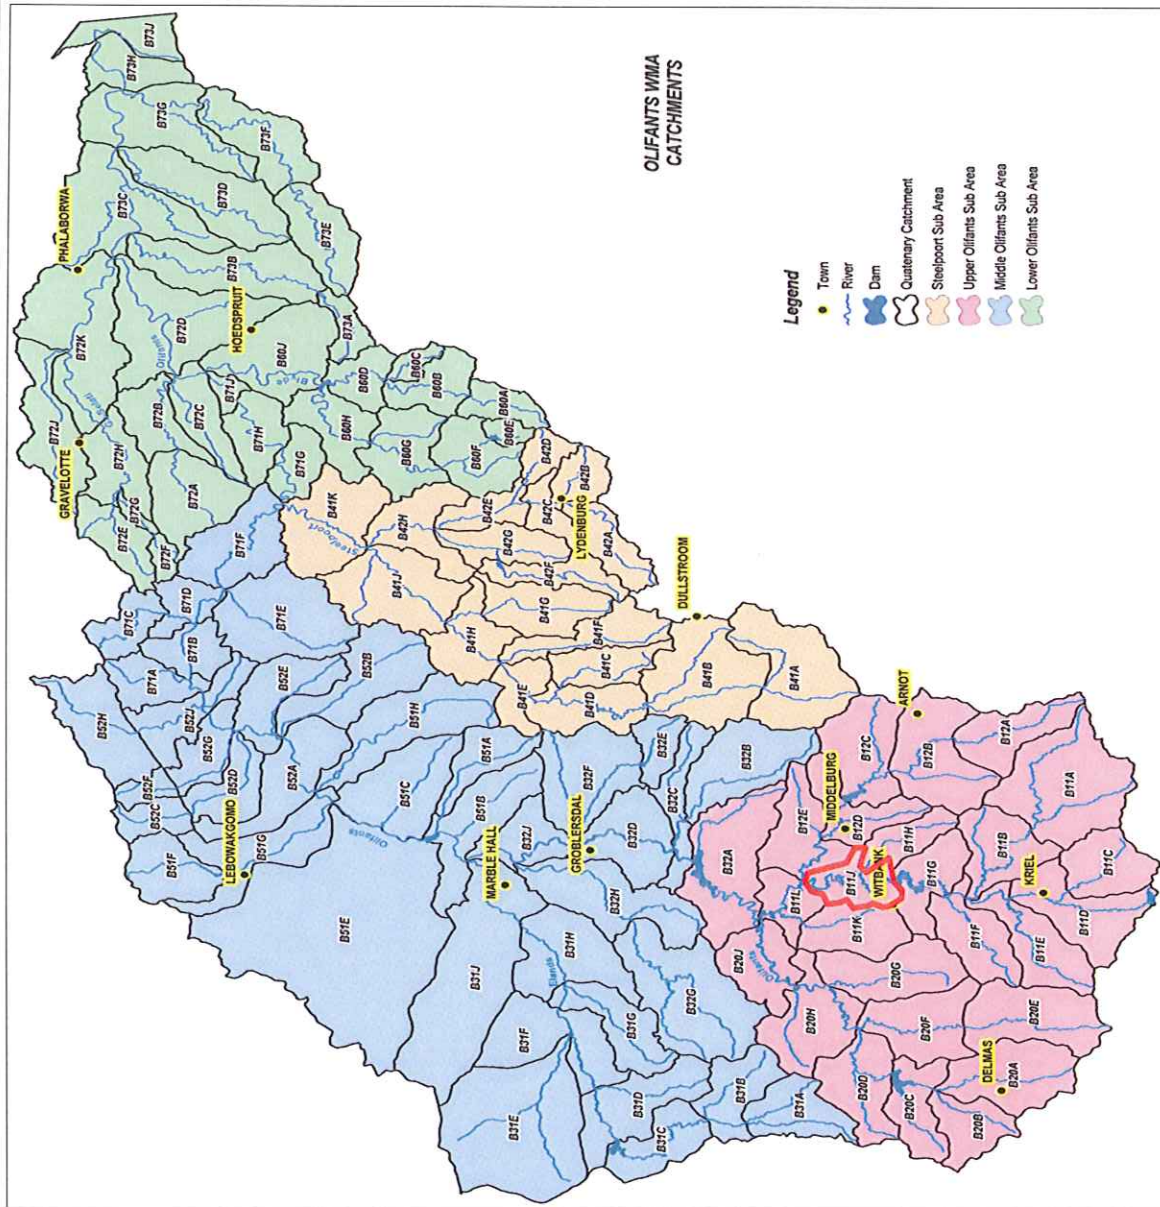 OLIFANTS WMA
CATCHMENTS
Legend
Town
River
Dam
Quatenary Catchment
Steelpoort Sub Area
Upper Olifants Sub Area
Middle Olifants Sub Area
Lower Olifants Sub Area
B73J
B73H
B73G
B73F
PHALABORWA
B73C
B73D
B73E
B73B
B73A
B72K
B72D
Olifants
HOEDSPRUIT
B60J
Blyde
GRAVELOTTE
B72J
G. Selati
B72H
B72B
B72C
B71J
B71H
B72E
B72G
B72F
B72A
B71G
B60H
B60D
B60C
B60B
B60A
B60G
B60F
B60E
B41K
Steelpoort
B42H
B42E
B42D
B42B
B42C
LYDENBURG
B42A
B42G
B42F
B41J
B41H
B41G
B41F
B41E
B41D
B41C
DULLSTROOM
B41B
B41A
B71F
B71D
B71C
B71E
B71B
B71A
B52H
B52J
B52E
B52B
B52G
B52F
B52C
B52D
B52A
B51H
B51F
B51G
LEBOWAKGOMO
B51E
Olifants
B51C
B51A
B51B
MARBLE HALL
B32J
GROBLERSDAL
B32F
B32E
B32D
B32C
B32B
B32H
B32G
B31J
B31H
Elands
B31G
B31F
B31E
B31D
B31C
B31B
B31A
B32A
B12E
B12C
MIDDELBURG
B12D
ARNOT
B12B
B12A
B11L
B11J
WITBANK
B11K
B11H
B11G
B11A
B11B
B11C
KRIEL
B11D
B11F
B11E
B20J
Olifants
B20H
B20G
B20F
B20E
B20D
B20C
DELMAS
B20A
B20B